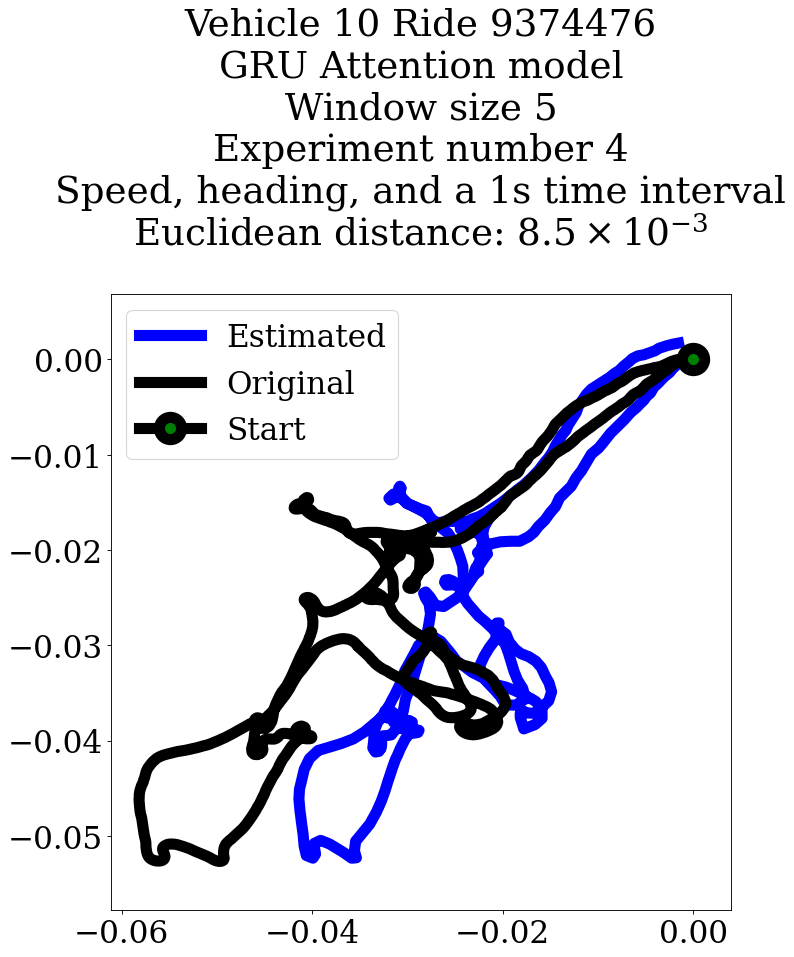 Vehicle 10 Ride 9374476
GRU Attention model
Window size 5
Experiment number 4
Speed, heading, and a 1s time interval
Euclidean distance: 8.5 × 10⁻³
Estimated
Original
Start
0.00
−0.01
−0.02
−0.03
−0.04
−0.05
−0.06 −0.04 −0.02 0.00